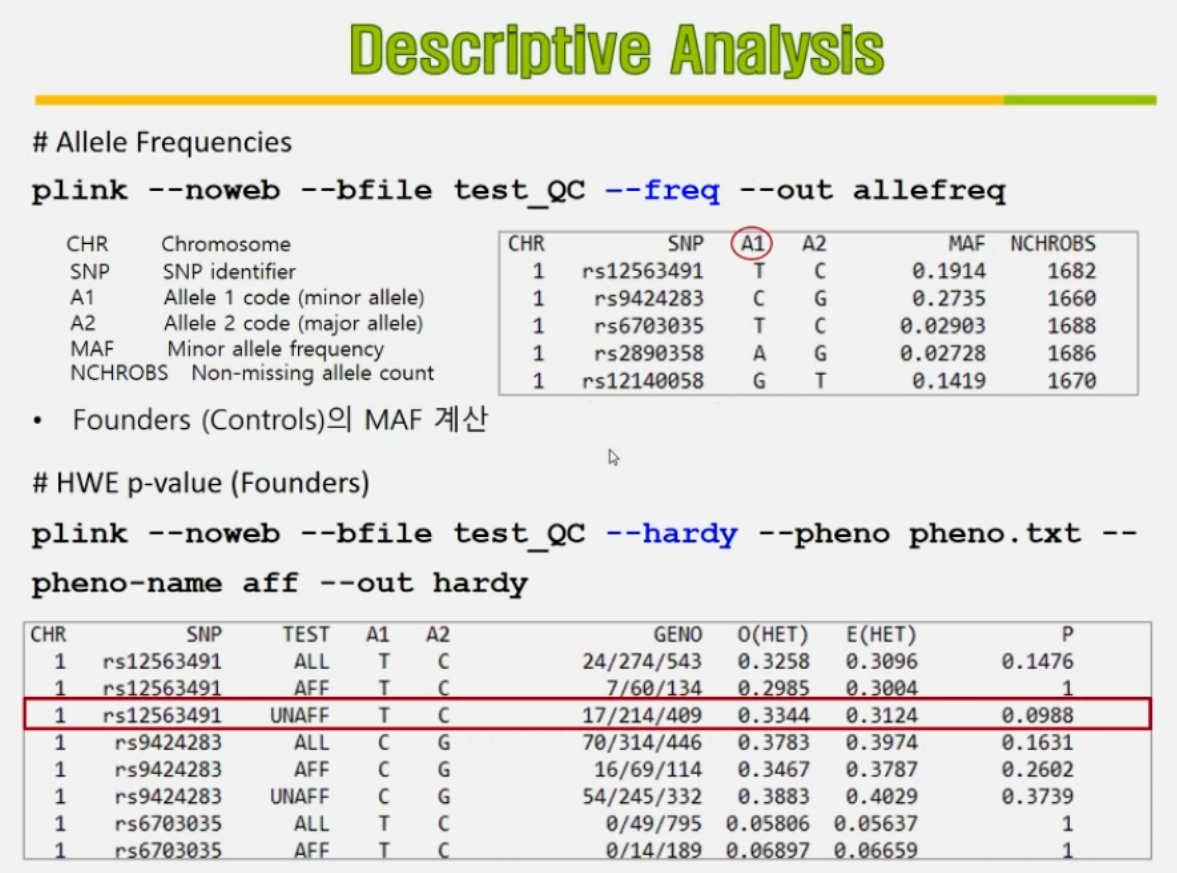 Descriptive Analysis
# Allele Frequencies
plink --noweb --bfile test_QC --freq --out allefreq
CHR Chromosome
SNP SNP identifier
A1 Allele 1 code (minor allele)
A2 Allele 2 code (major allele)
MAF Minor allele frequency
NCHROBS Non-missing allele count
CHR SNP A1 A2 MAF NCHROBS
1 rs12563491 T C 0.1914 1682
1 rs9424283 C G 0.2735 1660
1 rs6703035 T C 0.02903 1688
1 rs2890358 A G 0.02728 1686
1 rs12140058 G T 0.1419 1670
• Founders (Controls)의 MAF 계산
# HWE p-value (Founders)
plink --noweb --bfile test_QC --hardy --pheno pheno.txt --
pheno-name aff --out hardy
CHR SNP TEST A1 A2 GENO O(HET) E(HET) P
1 rs12563491 ALL T C 24/274/543 0.3258 0.3096 0.1476
1 rs12563491 AFF T C 7/60/134 0.2985 0.3004 1
1 rs12563491 UNAFF T C 17/214/409 0.3344 0.3124 0.0988
1 rs9424283 ALL C G 70/314/446 0.3783 0.3974 0.1631
1 rs9424283 AFF C G 16/69/114 0.3467 0.3787 0.2602
1 rs9424283 UNAFF C G 54/245/332 0.3883 0.4029 0.3739
1 rs6703035 ALL T C 0/49/795 0.05806 0.05637 1
1 rs6703035 AFF T C 0/14/189 0.06897 0.06659 1